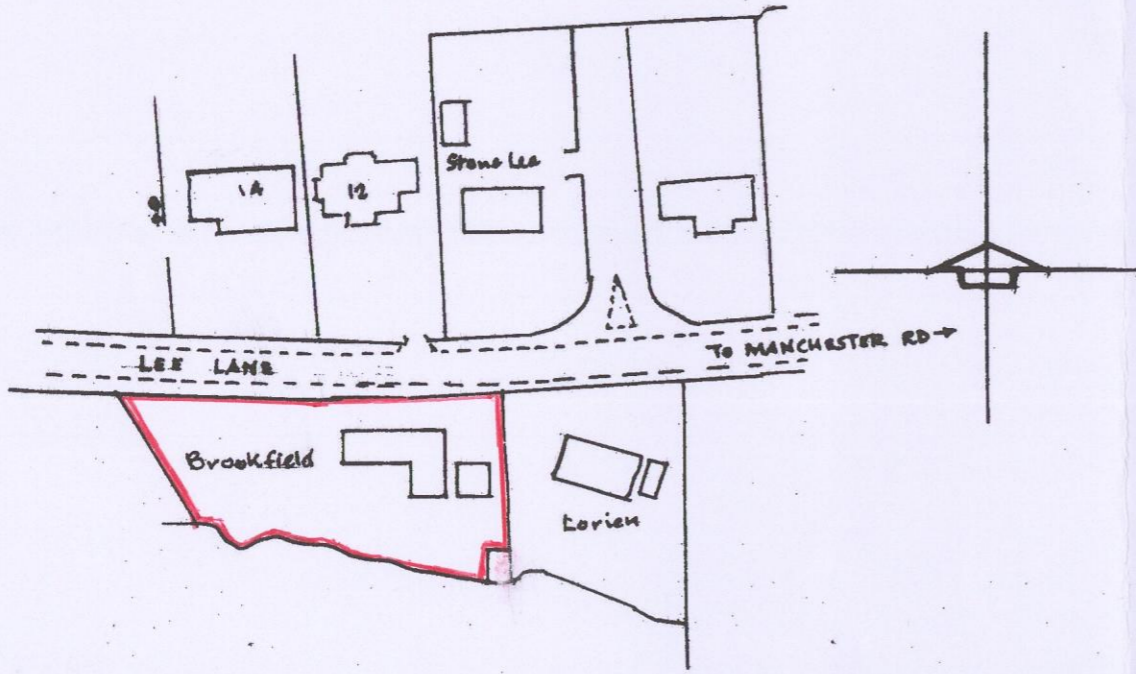 Stone Lea
14
12
LEE LANE
TO MANCHESTER RD →
Brookfield
Lorien